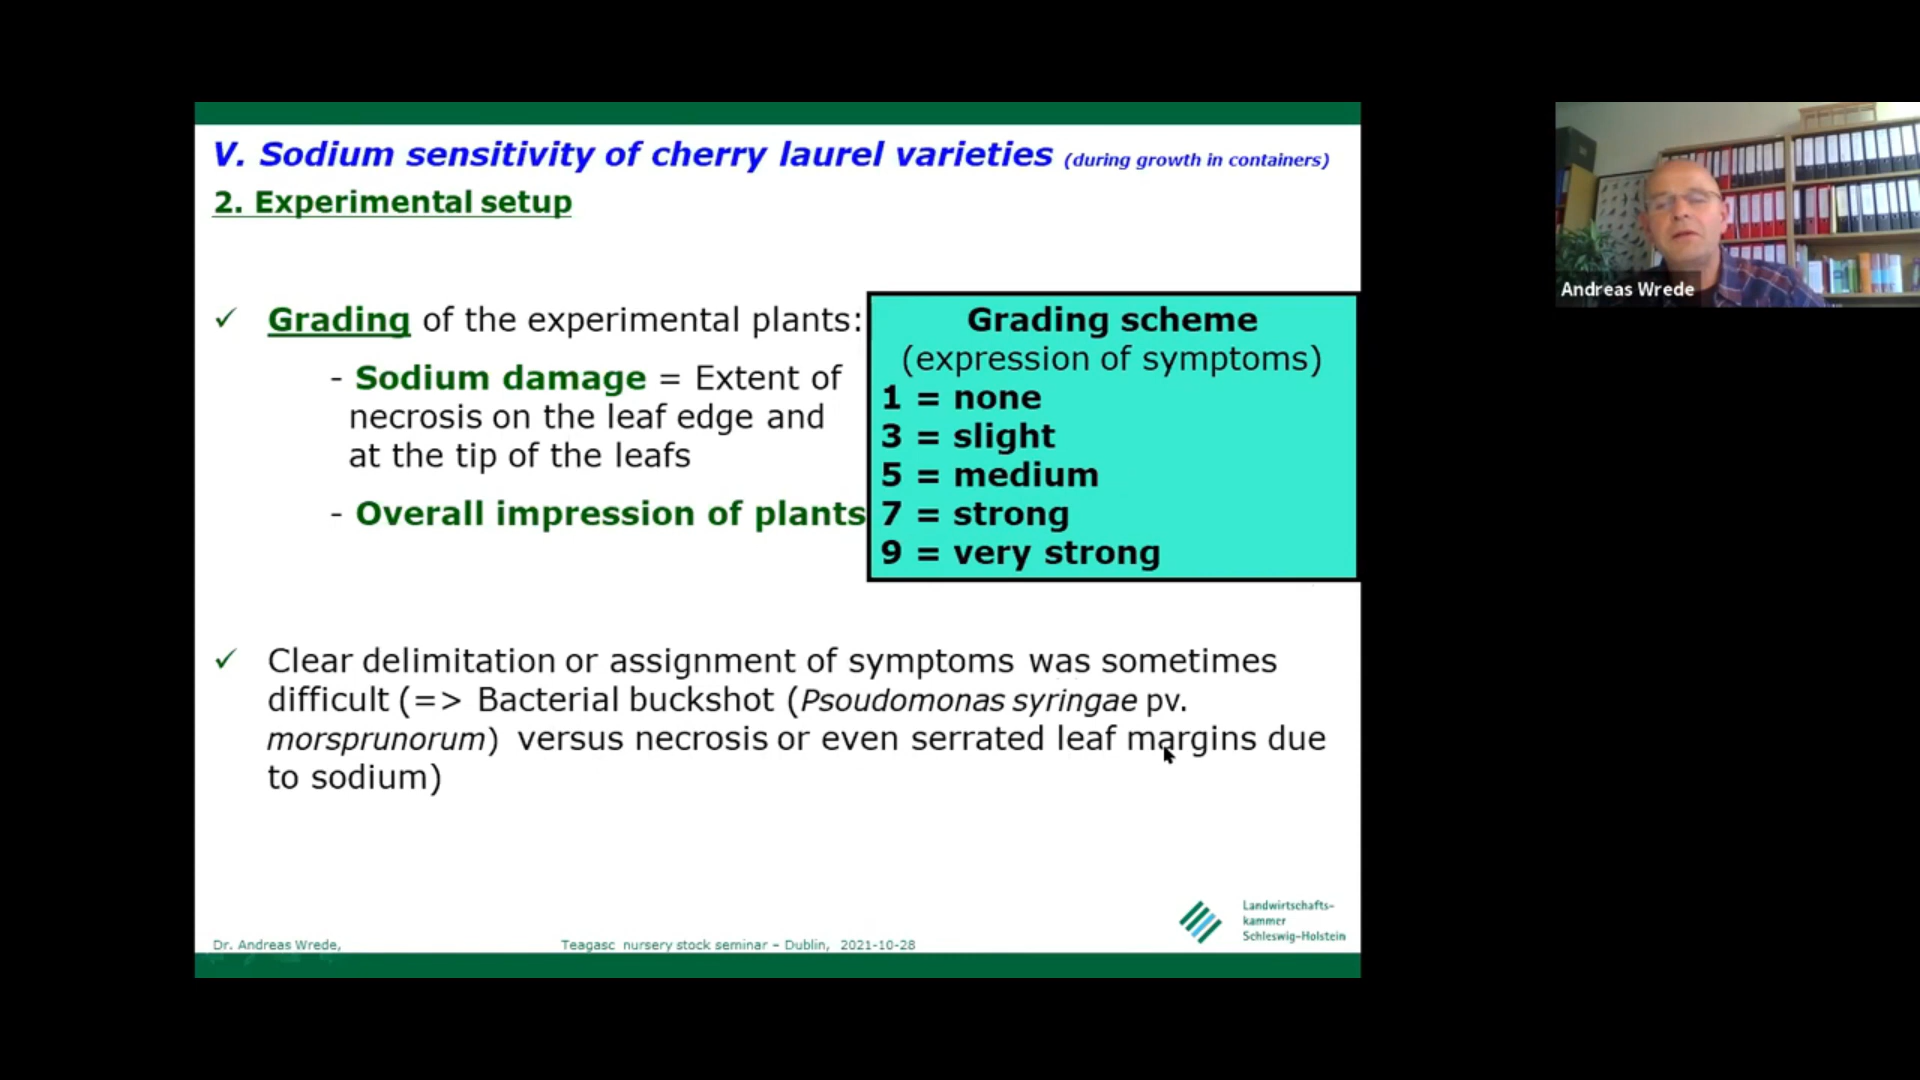 V. Sodium sensitivity of cherry laurel varieties (during growth in containers)
2. Experimental setup
✓ Grading of the experimental plants:
- Sodium damage = Extent of
necrosis on the leaf edge and
at the tip of the leafs
- Overall impression of plants
Grading scheme
(expression of symptoms)
1 = none
3 = slight
5 = medium
7 = strong
9 = very strong
✓ Clear delimitation or assignment of symptoms was sometimes
difficult (=> Bacterial buckshot (Psoudomonas syringae pv.
morsprunorum) versus necrosis or even serrated leaf margins due
to sodium)
Dr. Andreas Wrede,
Teagasc nursery stock seminar – Dublin, 2021-10-28
Landwirtschafts-
kammer
Schleswig-Holstein
Andreas Wrede